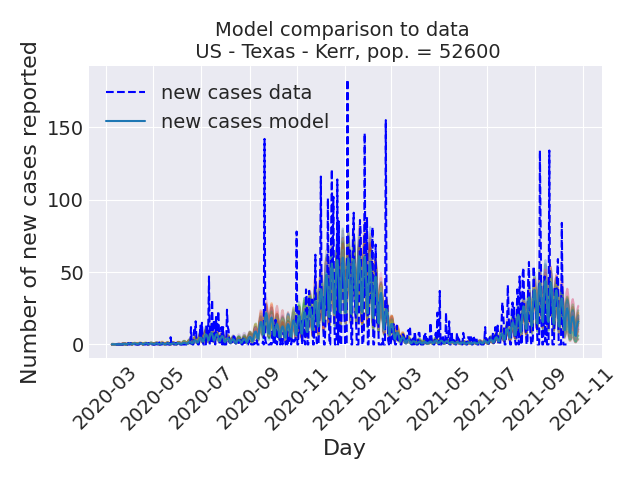 Model comparison to data
US - Texas - Kerr, pop. = 52600
new cases data
new cases model
Number of new cases reported
150
100
50
0
2020-03
2020-05
2020-07
2020-09
2020-11
2021-01
2021-03
2021-05
2021-07
2021-09
2021-11
Day